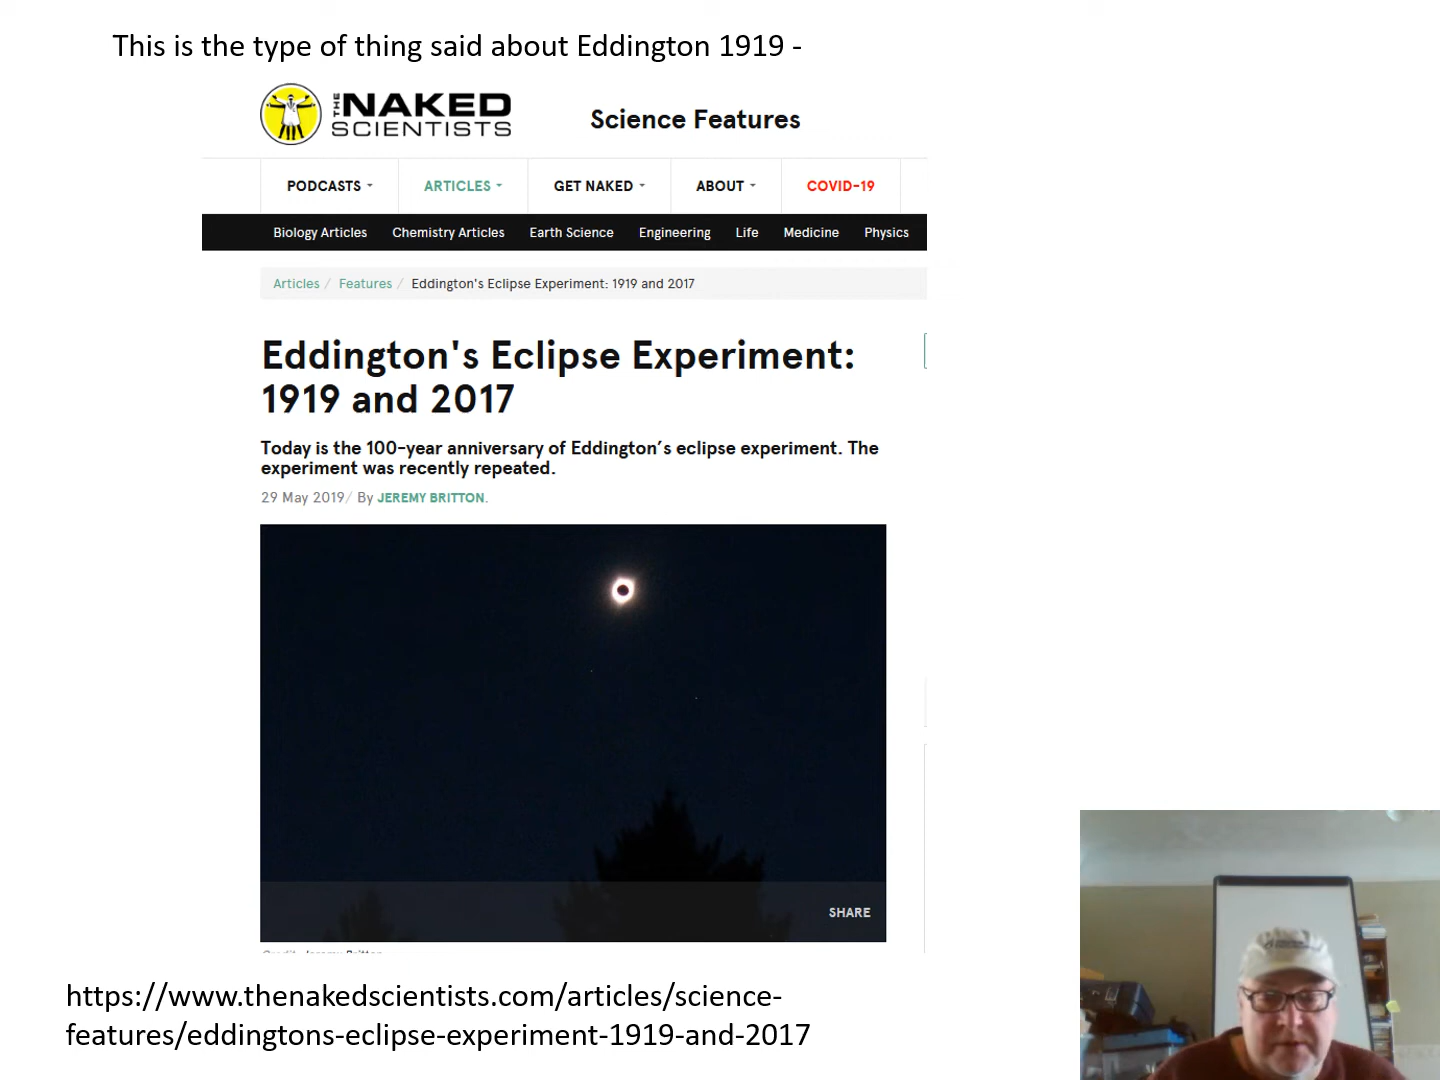 This is the type of thing said about Eddington 1919 -
THE NAKED
SCIENTISTS
Science Features
PODCASTS
ARTICLES
GET NAKED
ABOUT
COVID-19
Biology Articles
Chemistry Articles
Earth Science
Engineering
Life
Medicine
Physics
Articles / Features / Eddington's Eclipse Experiment: 1919 and 2017
Eddington's Eclipse Experiment:
1919 and 2017
Today is the 100-year anniversary of Eddington’s eclipse experiment. The
experiment was recently repeated.
29 May 2019/ By JEREMY BRITTON.
SHARE
https://www.thenakedscientists.com/articles/science-
features/eddingtons-eclipse-experiment-1919-and-2017